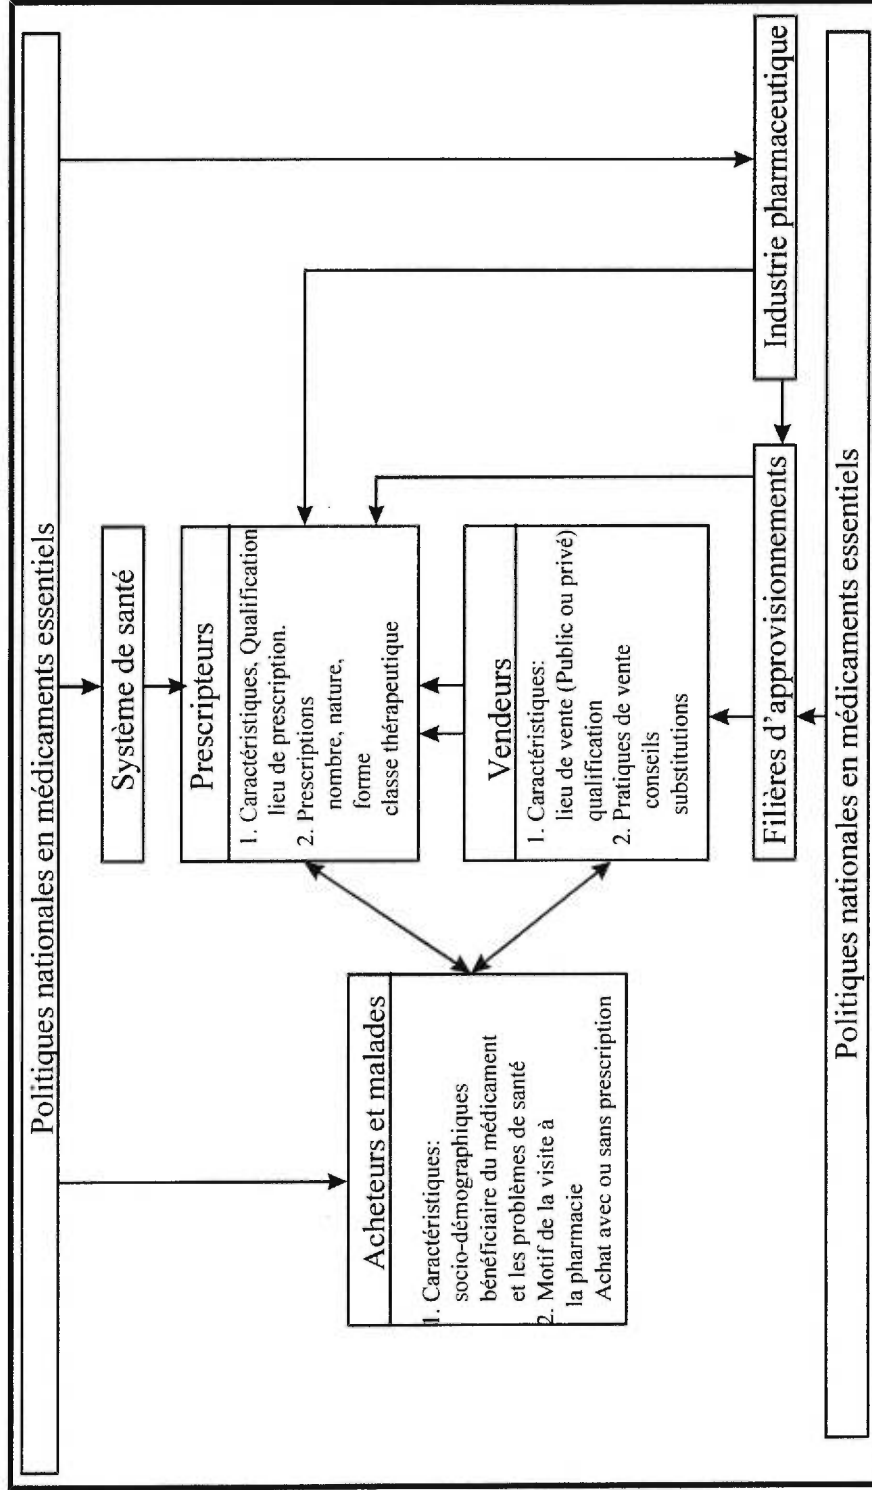 Politiques nationales en médicaments essentiels
Système de santé
Prescripteurs
1. Caractéristiques, Qualification
lieu de prescription.
2. Prescriptions
nombre, nature,
forme
classe thérapeutique
Acheteurs et malades
1. Caractéristiques:
socio-démographiques
bénéficiaire du médicament
et les problèmes de santé
2. Motif de la visite à
la pharmacie
Achat avec ou sans prescription
Vendeurs
1. Caractéristiques:
lieu de vente (Public ou privé)
qualification
2. Pratiques de vente
conseils
substitutions
Filières d'approvisionnements
Industrie pharmaceutique
Politiques nationales en médicaments essentiels